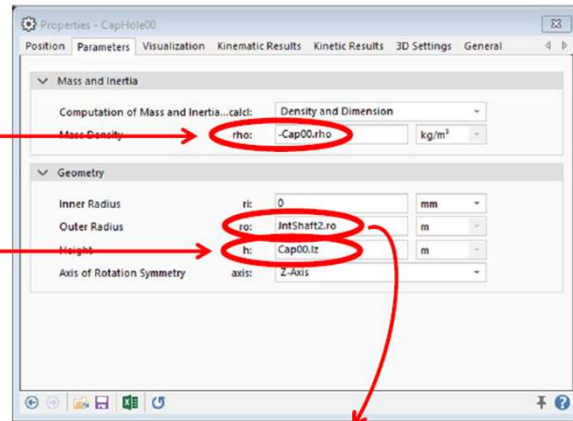 Properties - CapHole00
Position Parameters Visualization Kinematic Results Kinetic Results 3D Settings General
Mass and Inertia
Computation of Mass and Inertia...calcI: Density and Dimension
Mass Density rho: -Cap00.rho kg/m³
Geometry
Inner Radius ri: 0 mm
Outer Radius ro: JntShaft2.ro m
Height h: Cap00.lz m
Axis of Rotation Symmetry axis: Z-Axis